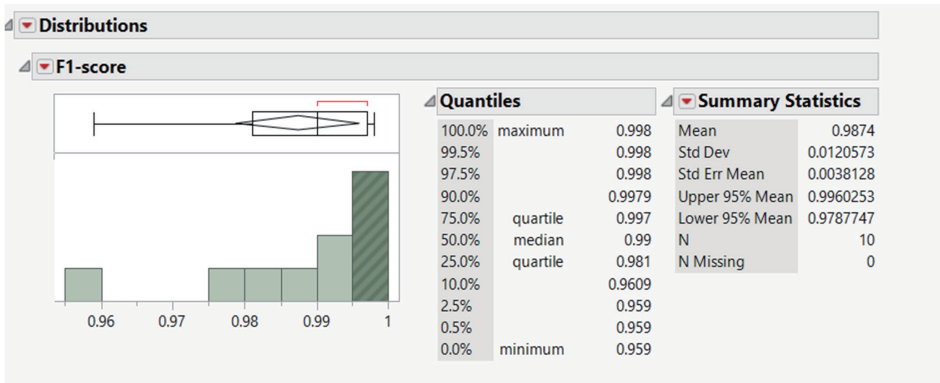 Distributions
F1-score
0.96 0.97 0.98 0.99 1
Quantiles
100.0% maximum 0.998
99.5% 0.998
97.5% 0.998
90.0% 0.9979
75.0% quartile 0.997
50.0% median 0.99
25.0% quartile 0.981
10.0% 0.9609
2.5% 0.959
0.5% 0.959
0.0% minimum 0.959
Summary Statistics
Mean 0.9874
Std Dev 0.0120573
Std Err Mean 0.0038128
Upper 95% Mean 0.9960253
Lower 95% Mean 0.9787747
N 10
N Missing 0